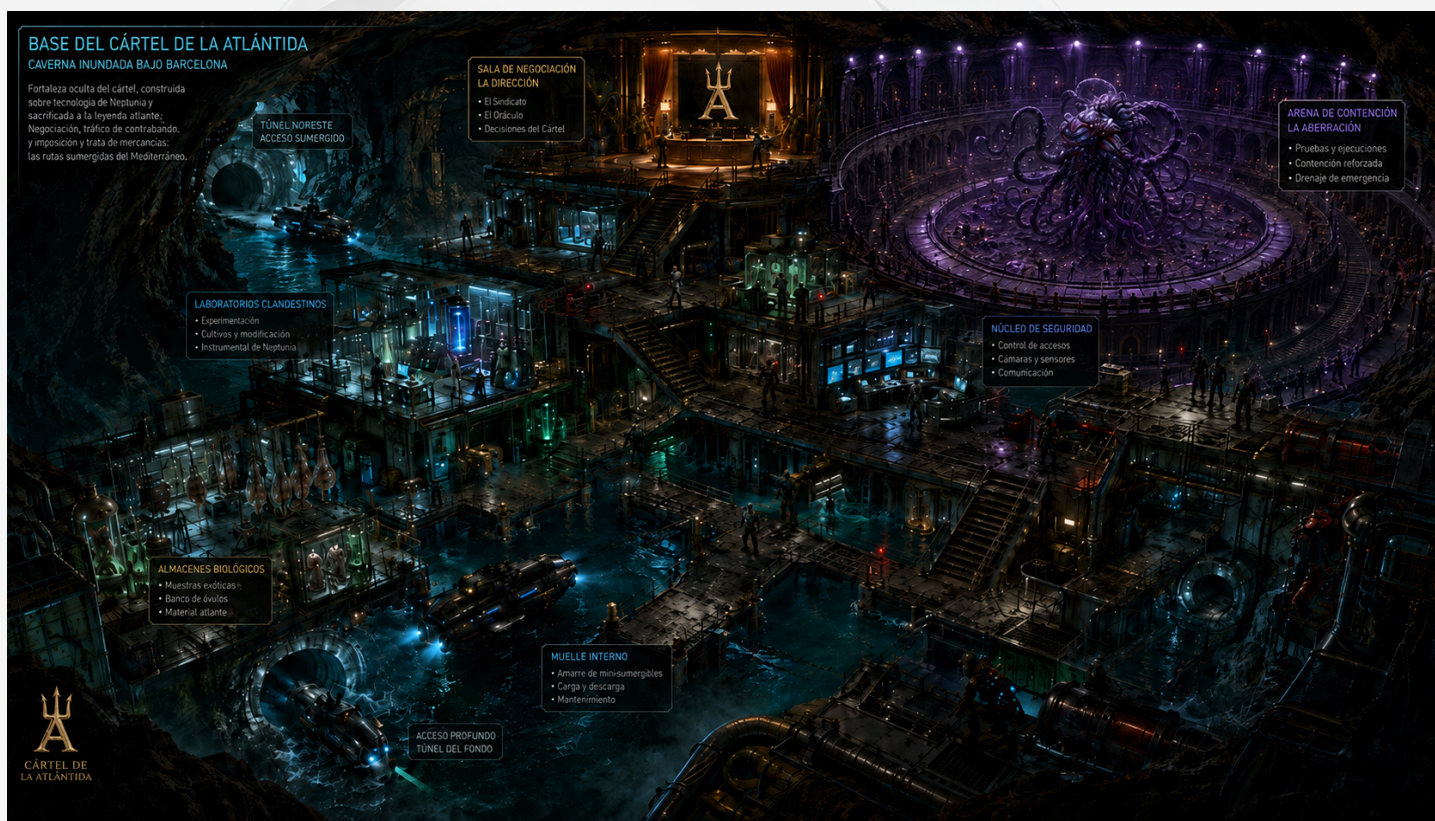 BASE DEL CÁRTEL DE LA ATLÁNTIDA
CAVERNA INUNDADA BAJO BARCELONA
Fortaleza oculta del cártel, construida
sobre tecnología de Neptunia y
sacrificada a la leyenda atlante:
Negociación, tráfico de contrabando,
y imposición y trata de mercancías:
las rutas sumergidas del Mediterráneo.
TÚNEL NORESTE
ACCESO SUMERGIDO
SALA DE NEGOCIACIÓN
LA DIRECCIÓN
• El Sindicato
• El Oráculo
• Decisiones del Cártel
ARENA DE CONTENCIÓN
LA ABERRACIÓN
• Pruebas y ejecuciones
• Contención reforzada
• Drenaje de emergencia
LABORATORIOS CLANDESTINOS
• Experimentación
• Cultivos y modificación
• Instrumental de Neptunia
NÚCLEO DE SEGURIDAD
• Control de accesos
• Cámaras y sensores
• Comunicación
ALMACENES BIOLÓGICOS
• Muestras exóticas
• Banco de óvulos
• Material atlante
MUELLE INTERNO
• Amarre de mini-sumergibles
• Carga y descarga
• Mantenimiento
ACCESO PROFUNDO
TÚNEL DEL FONDO
CÁRTEL DE
LA ATLÁNTIDA